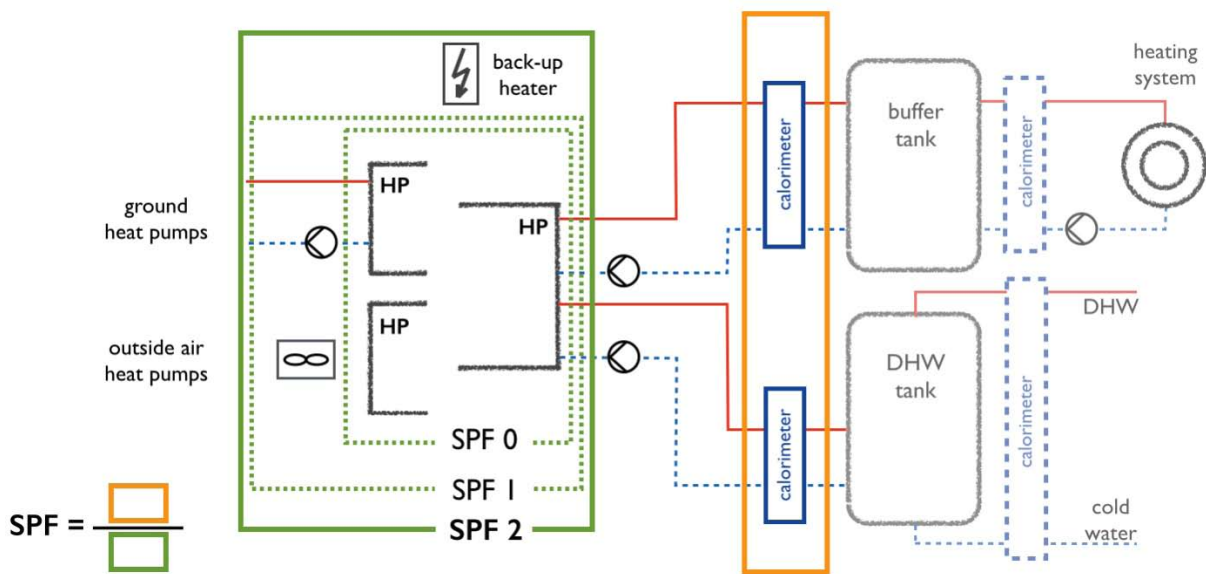 back-up
heater
heating
system
buffer
tank
calorimeter
calorimeter
HP
HP
ground
heat pumps
HP
outside air
heat pumps
DHW
DHW
tank
calorimeter
calorimeter
SPF 0
SPF 1
SPF 2
SPF =
cold
water